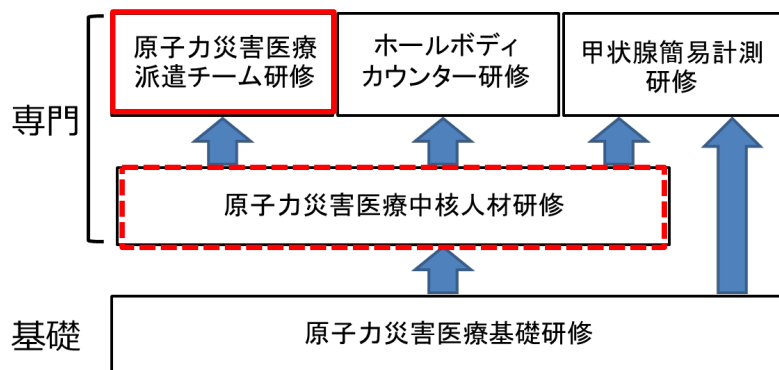 専門
原子力災害医療
派遣チーム研修
ホールボディ
カウンター研修
甲状腺簡易計測
研修
原子力災害医療中核人材研修
基礎
原子力災害医療基礎研修